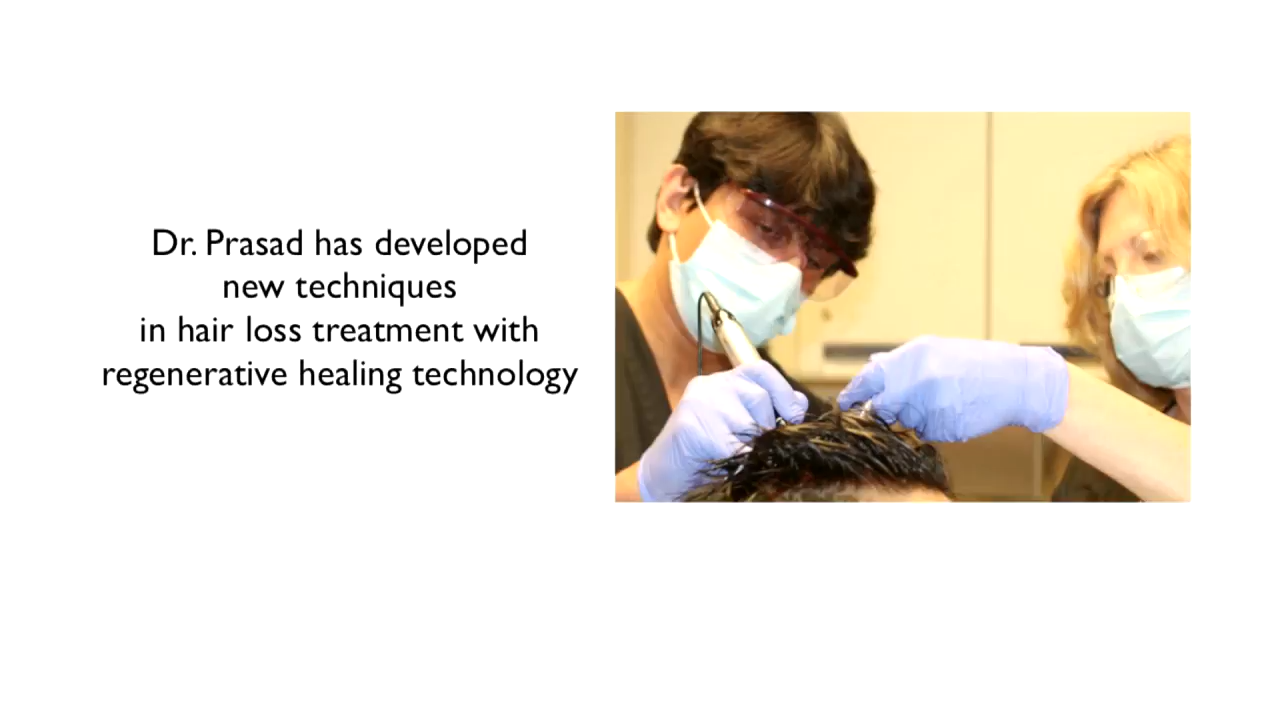 Dr. Prasad has developed
new techniques
in hair loss treatment with
regenerative healing technology